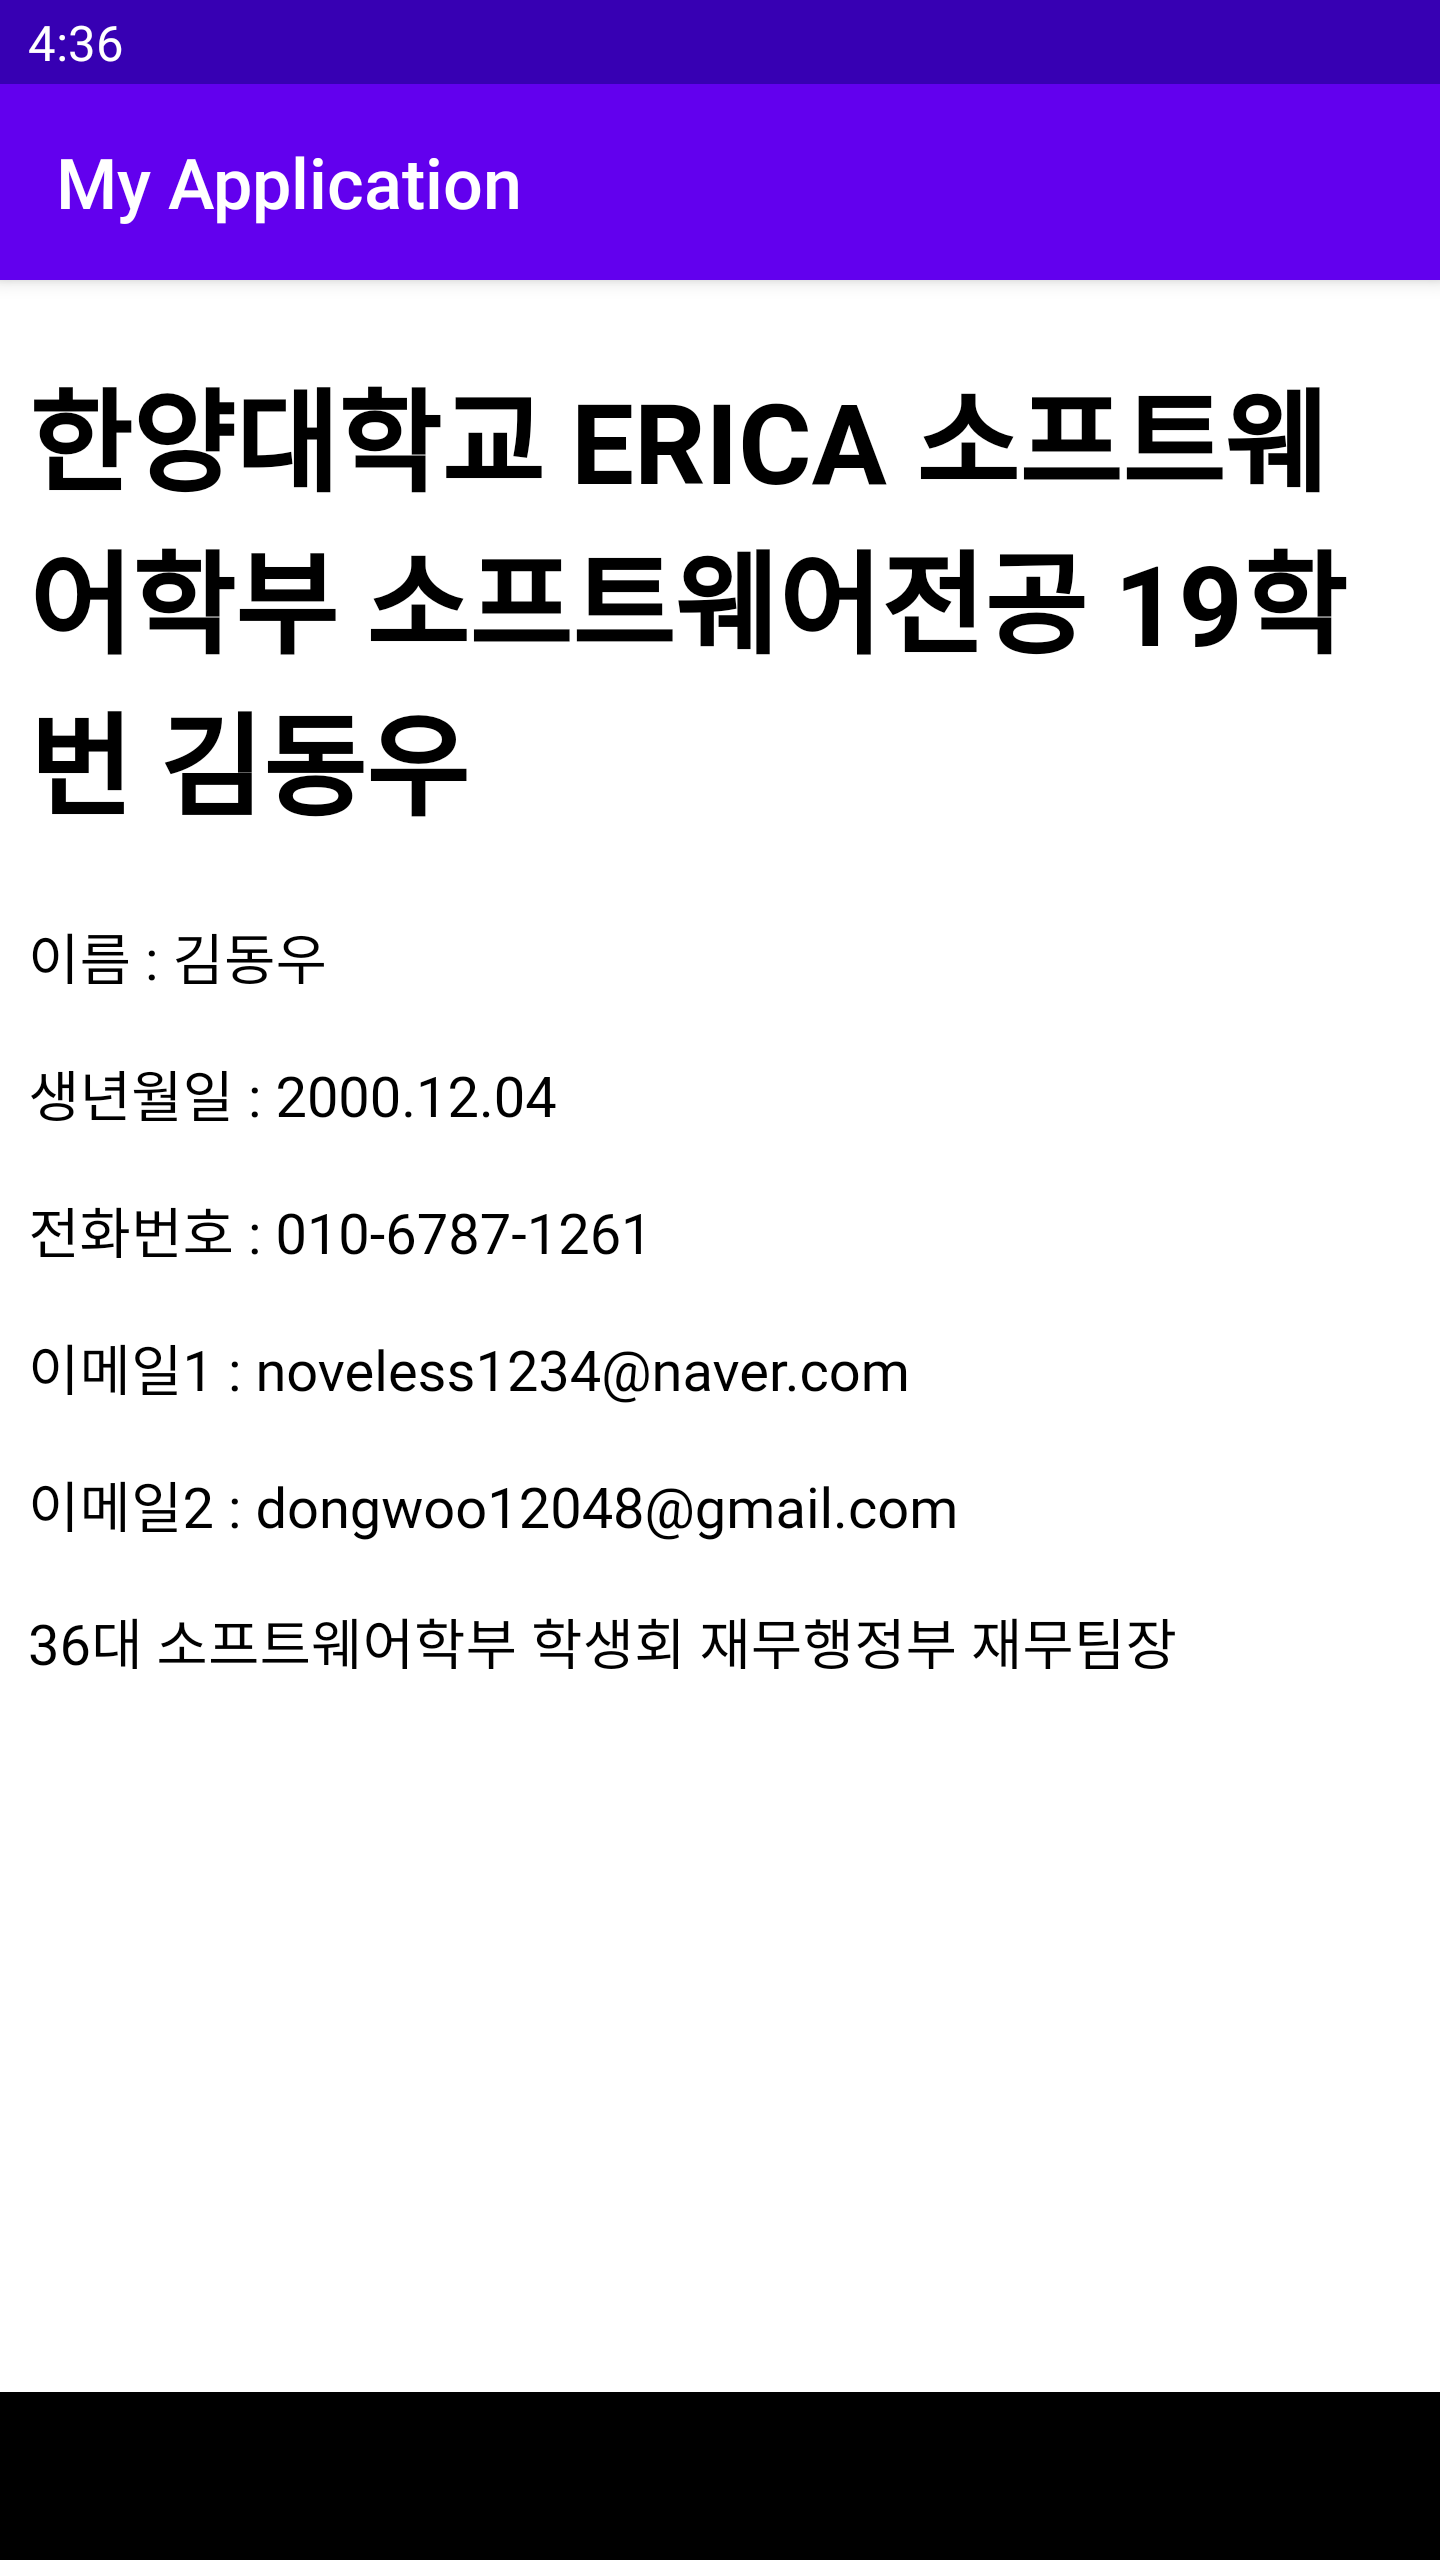 4:36
My Application
한양대학교 ERICA 소프트웨
어학부 소프트웨어전공 19학
번 김동우
이름 : 김동우
생년월일 : 2000.12.04
전화번호 : 010-6787-1261
이메일1 : noveless1234@naver.com
이메일2 : dongwoo12048@gmail.com
36대 소프트웨어학부 학생회 재무행정부 재무팀장